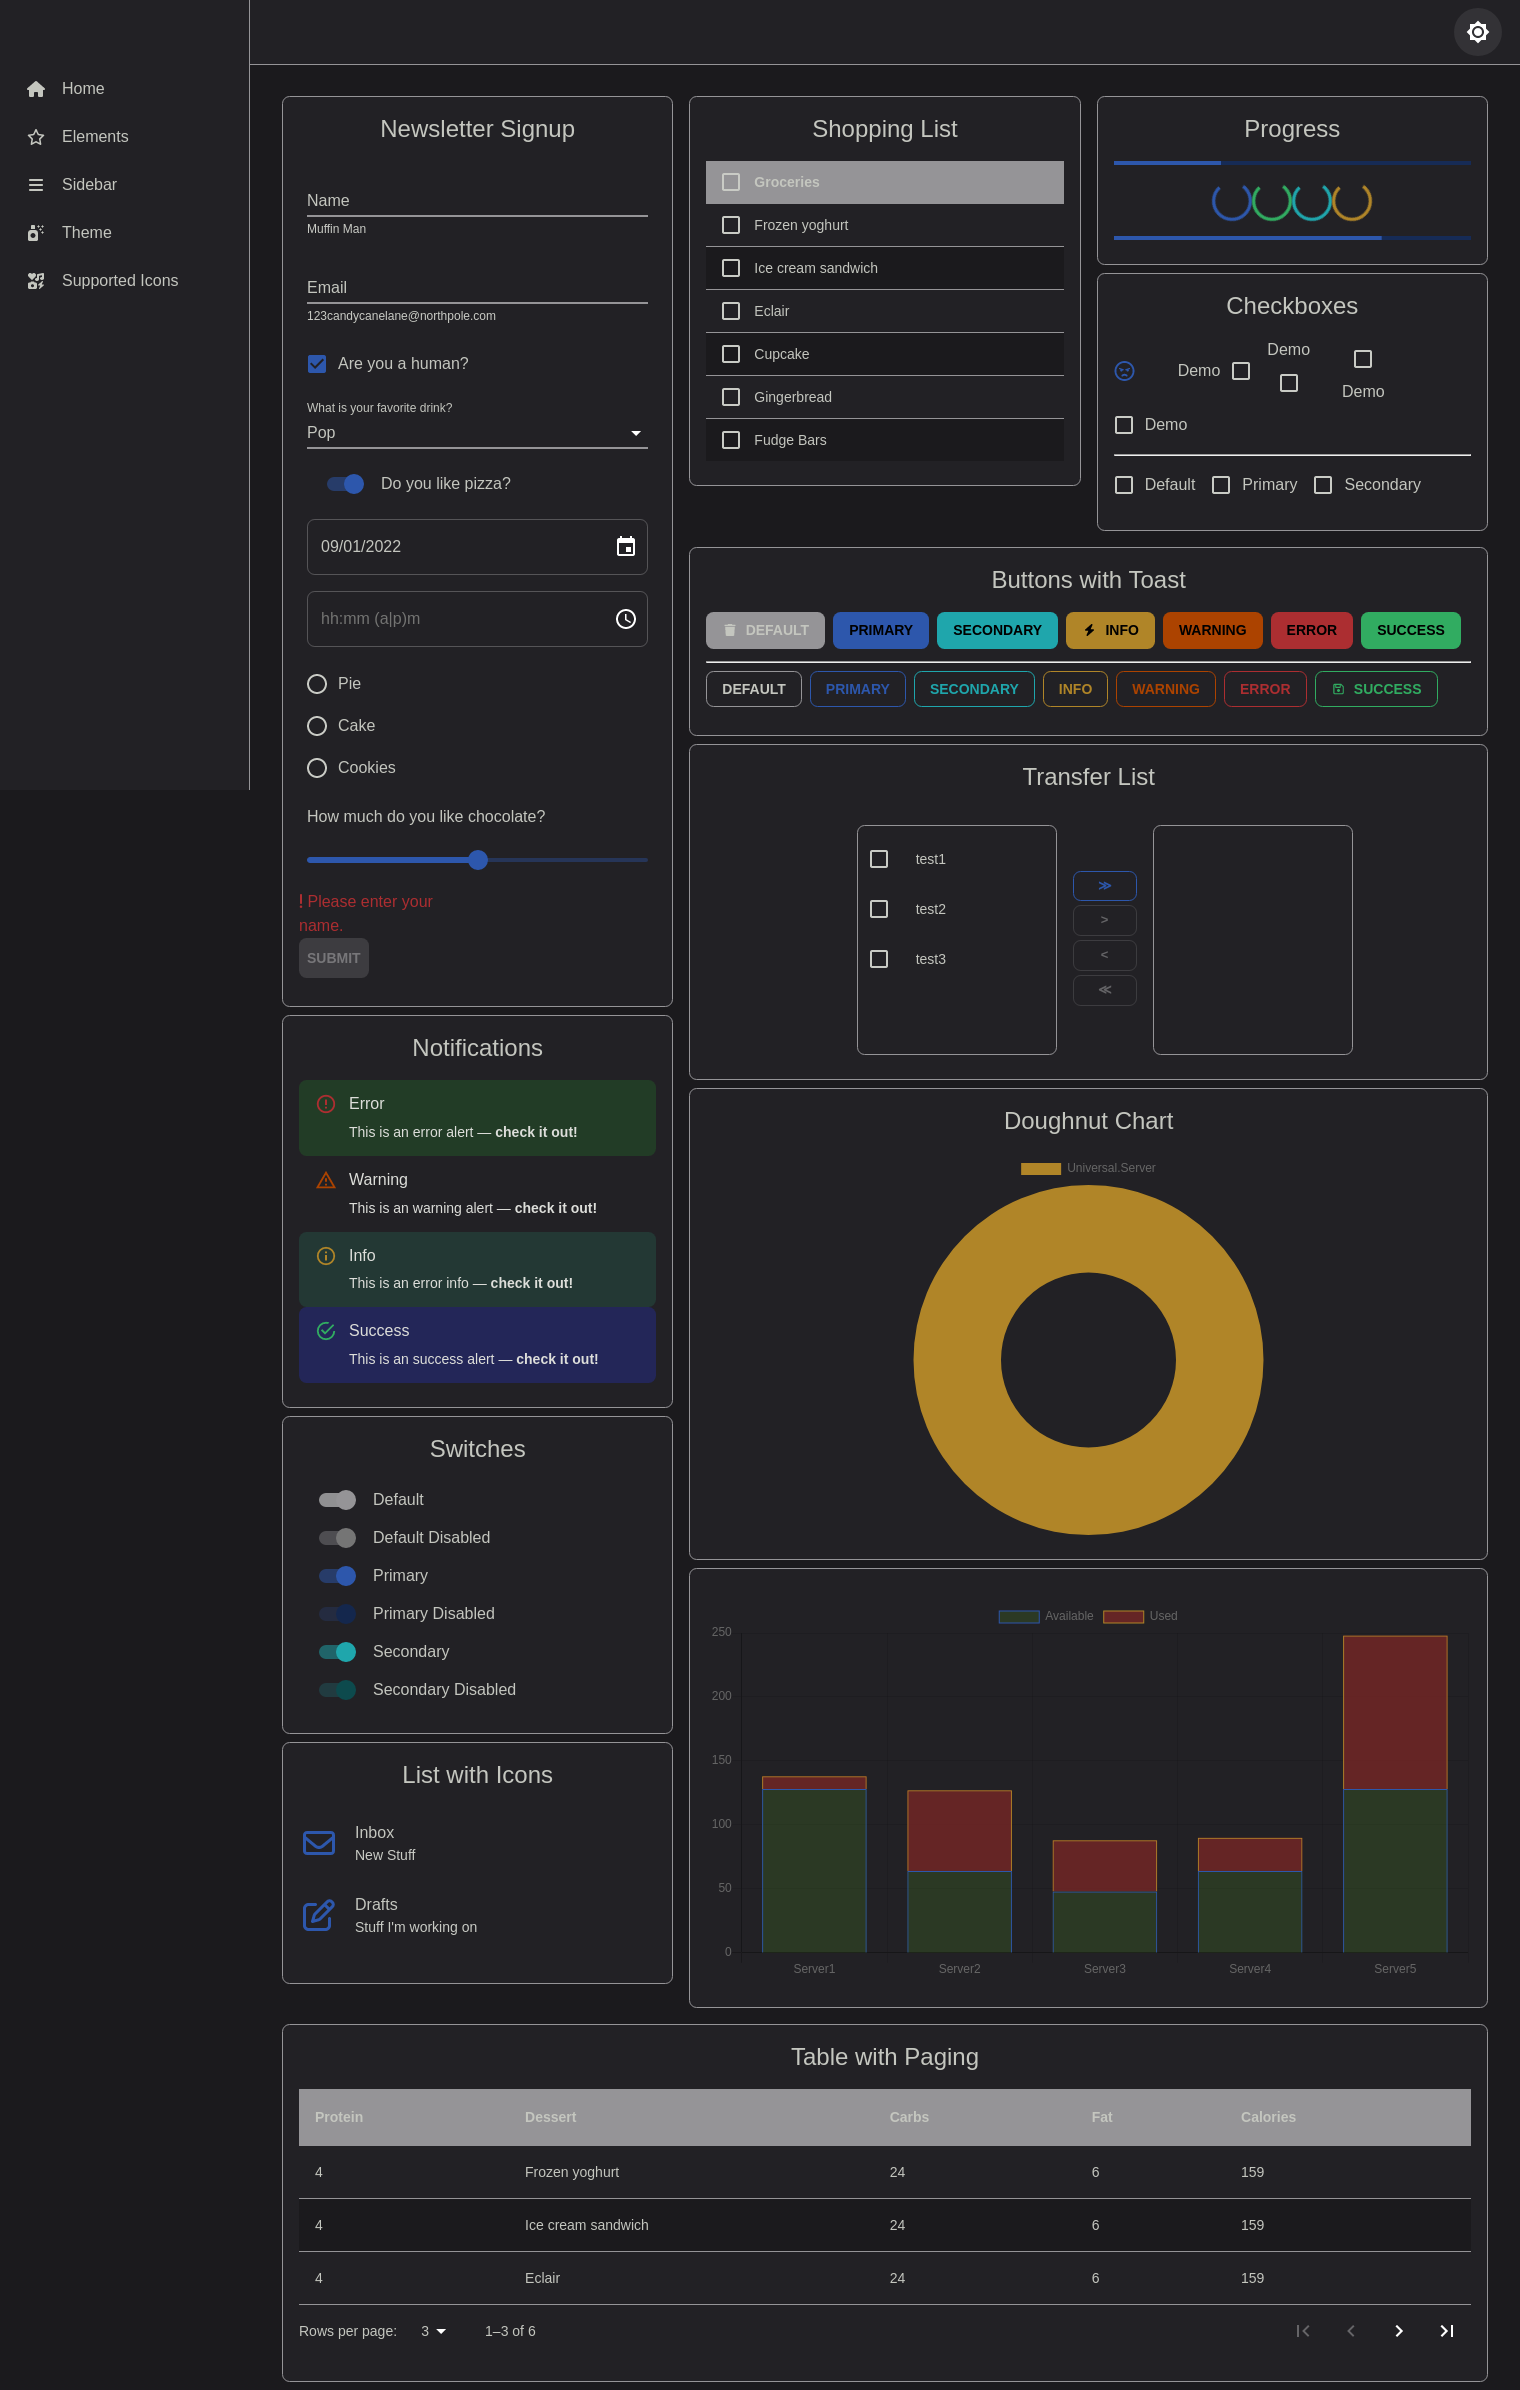 Home
Elements
Sidebar
Theme
Supported Icons
Newsletter Signup
Name
Muffin Man
Email
123candycanelane@northpole.com
Are you a human?
What is your favorite drink?
Pop
Do you like pizza?
09/01/2022
hh:mm (a|p)m
Pie
Cake
Cookies
How much do you like chocolate?
! Please enter your
name.
SUBMIT
Notifications
Error
This is an error alert — check it out!
Warning
This is an warning alert — check it out!
Info
This is an error info — check it out!
Success
This is an success alert — check it out!
Switches
Default
Default Disabled
Primary
Primary Disabled
Secondary
Secondary Disabled
List with Icons
Inbox
New Stuff
Drafts
Stuff I'm working on
Shopping List
Groceries
Frozen yoghurt
Ice cream sandwich
Eclair
Cupcake
Gingerbread
Fudge Bars
Progress
Checkboxes
Demo
Demo
Demo
Demo
Default Primary Secondary
Buttons with Toast
DEFAULT PRIMARY SECONDARY INFO WARNING ERROR SUCCESS
DEFAULT PRIMARY SECONDARY INFO WARNING ERROR SUCCESS
Transfer List
test1
test2
test3
≫
>
<
≪
Doughnut Chart
Universal.Server
Available Used
250
200
150
100
50
0
Server1 Server2 Server3 Server4 Server5
Table with Paging
Protein Dessert Carbs Fat Calories
4 Frozen yoghurt 24 6 159
4 Ice cream sandwich 24 6 159
4 Eclair 24 6 159
Rows per page: 3 1–3 of 6